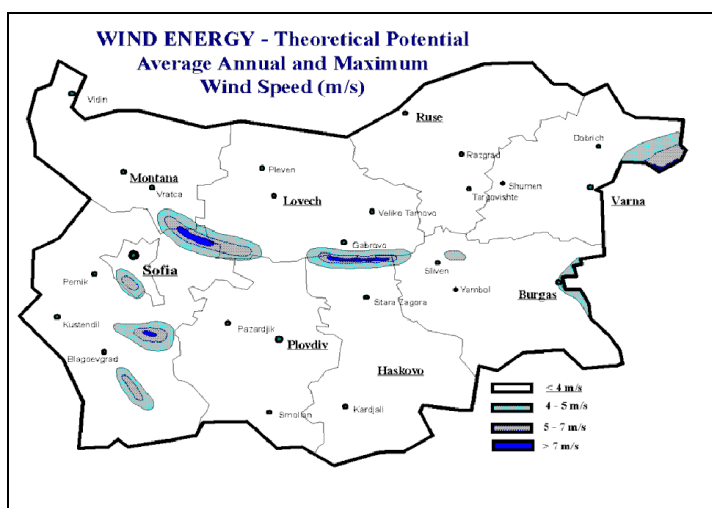 WIND ENERGY - Theoretical Potential
Average Annual and Maximum
Wind Speed (m/s)
Vidin
Ruse
Dobrich
Razgrad
Montana
Pleven
Vratca
Lovech
Targovishte
Shumen
Varna
Veliko Tarnovo
Gabrovo
Sofia
Sliven
Pernik
Yambol
Burgas
Stara Zagora
Kustendil
Pazardjik
Plovdiv
Blagoevgrad
Haskovo
Smolian
Kardjali
< 4 m/s
4 - 5 m/s
5 - 7 m/s
> 7 m/s